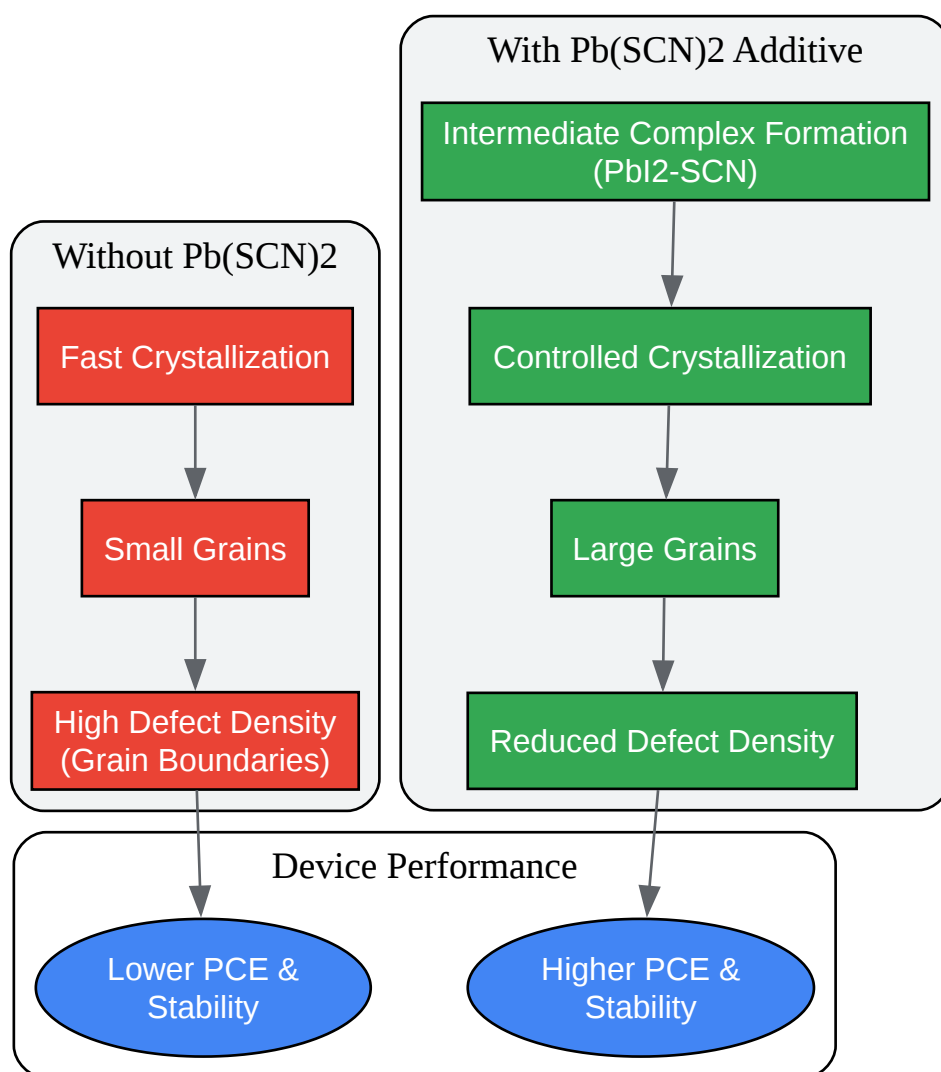 Without Pb(SCN)2
Fast Crystallization
Small Grains
High Defect Density
(Grain Boundaries)
With Pb(SCN)2 Additive
Intermediate Complex Formation
(PbI2-SCN)
Controlled Crystallization
Large Grains
Reduced Defect Density
Device Performance
Lower PCE &
Stability
Higher PCE &
Stability